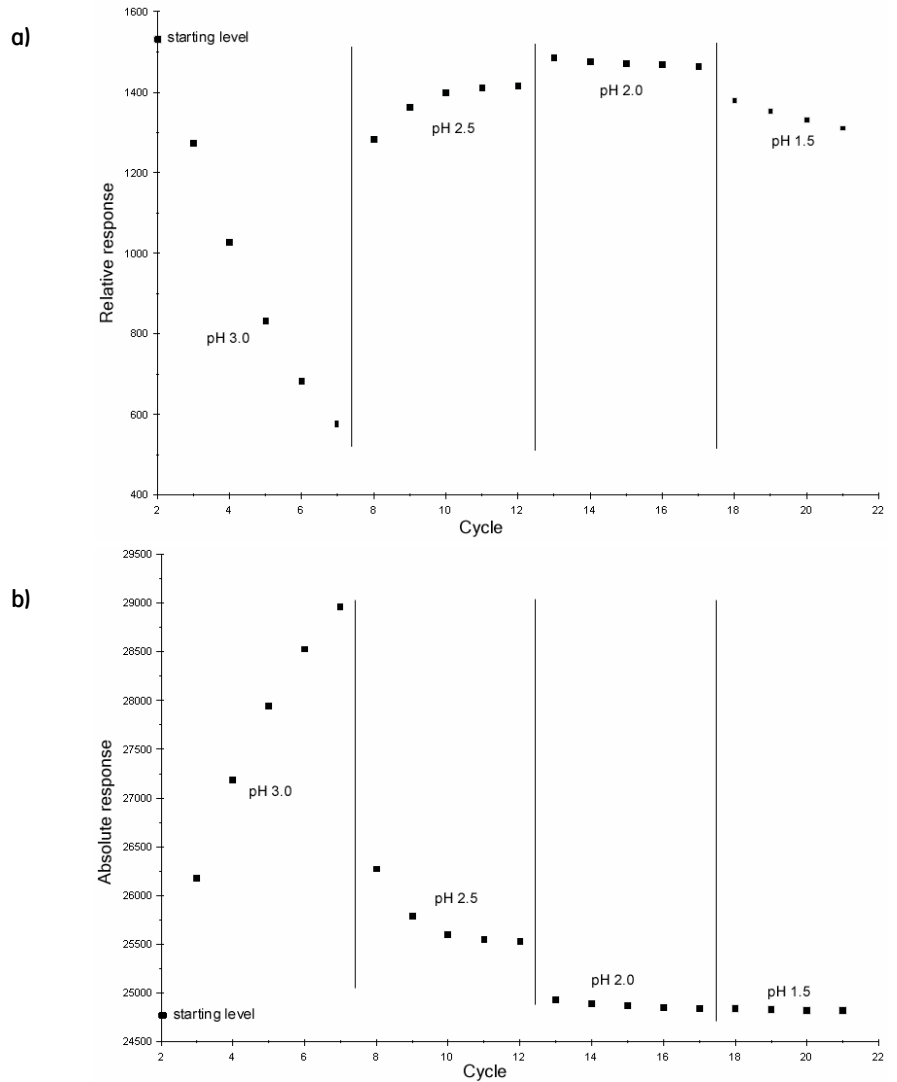 a)
1600
1400
1200
1000
800
600
400
Relative response
starting level
pH 3.0
pH 2.5
pH 2.0
pH 1.5
2 4 6 8 10 12 14 16 18 20 22
Cycle
b)
29500
29000
28500
28000
27500
27000
26500
26000
25500
25000
24500
Absolute response
starting level
pH 3.0
pH 2.5
pH 2.0
pH 1.5
2 4 6 8 10 12 14 16 18 20 22
Cycle